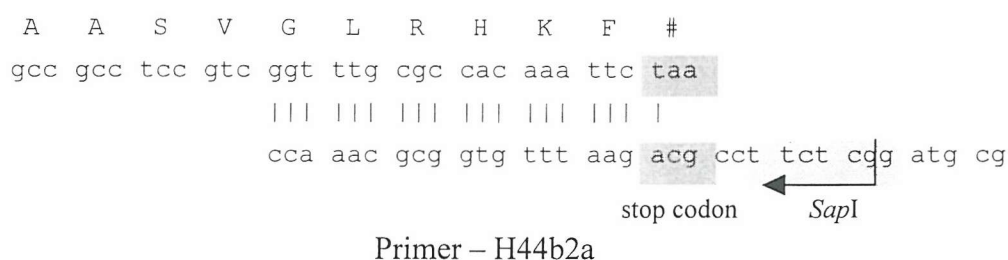 A A S V G L R H K F #
gcc gcc tcc gtc ggt ttg cgc cac aaa ttc taa
||| ||| ||| ||| ||| ||| |
cca aac gcg gtg ttt aag acg cct tct cgg atg cg
stop codon SapI
Primer – H44b2a